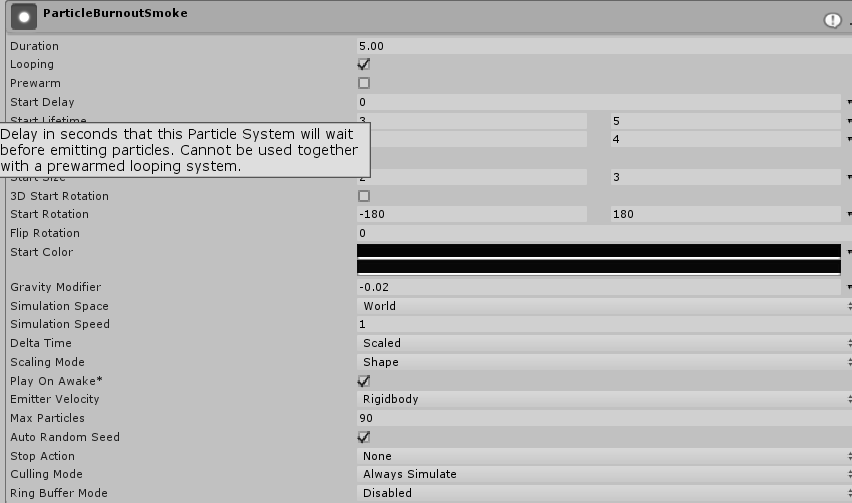 ParticleBurnoutSmoke
Duration 5.00
Looping
Prewarm
Start Delay 0
Start Lifetime 3 5
Delay in seconds that this Particle System will wait
before emitting particles. Cannot be used together
with a prewarmed looping system.
4
Start Size 2 3
3D Start Rotation
Start Rotation -180 180
Flip Rotation 0
Start Color
Gravity Modifier -0.02
Simulation Space World
Simulation Speed 1
Delta Time Scaled
Scaling Mode Shape
Play On Awake*
Emitter Velocity Rigidbody
Max Particles 90
Auto Random Seed
Stop Action None
Culling Mode Always Simulate
Ring Buffer Mode Disabled